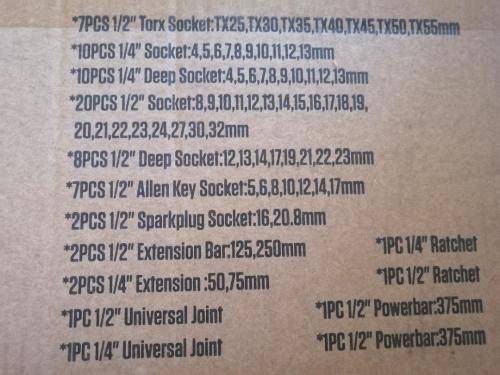 *7PCS 1/2" Torx Socket:TX25,TX30,TX35,TX40,TX45,TX50,TX55mm
*10PCS 1/4" Socket:4,5,6,7,8,9,10,11,12,13mm
*10PCS 1/4" Deep Socket:4,5,6,7,8,9,10,11,12,13mm
*20PCS 1/2" Socket:8,9,10,11,12,13,14,15,16,17,18,19,
20,21,22,23,24,27,30,32mm
*8PCS 1/2" Deep Socket:12,13,14,17,19,21,22,23mm
*7PCS 1/2" Allen Key Socket:5,6,8,10,12,14,17mm
*2PCS 1/2" Sparkplug Socket:16,20.8mm
*2PCS 1/2" Extension Bar:125,250mm
*1PC 1/4" Ratchet
*2PCS 1/4" Extension :50,75mm
*1PC 1/2" Ratchet
*1PC 1/2" Universal Joint
*1PC 1/2" Powerbar:375mm
*1PC 1/4" Universal Joint
*1PC 1/2" Powerbar:375mm